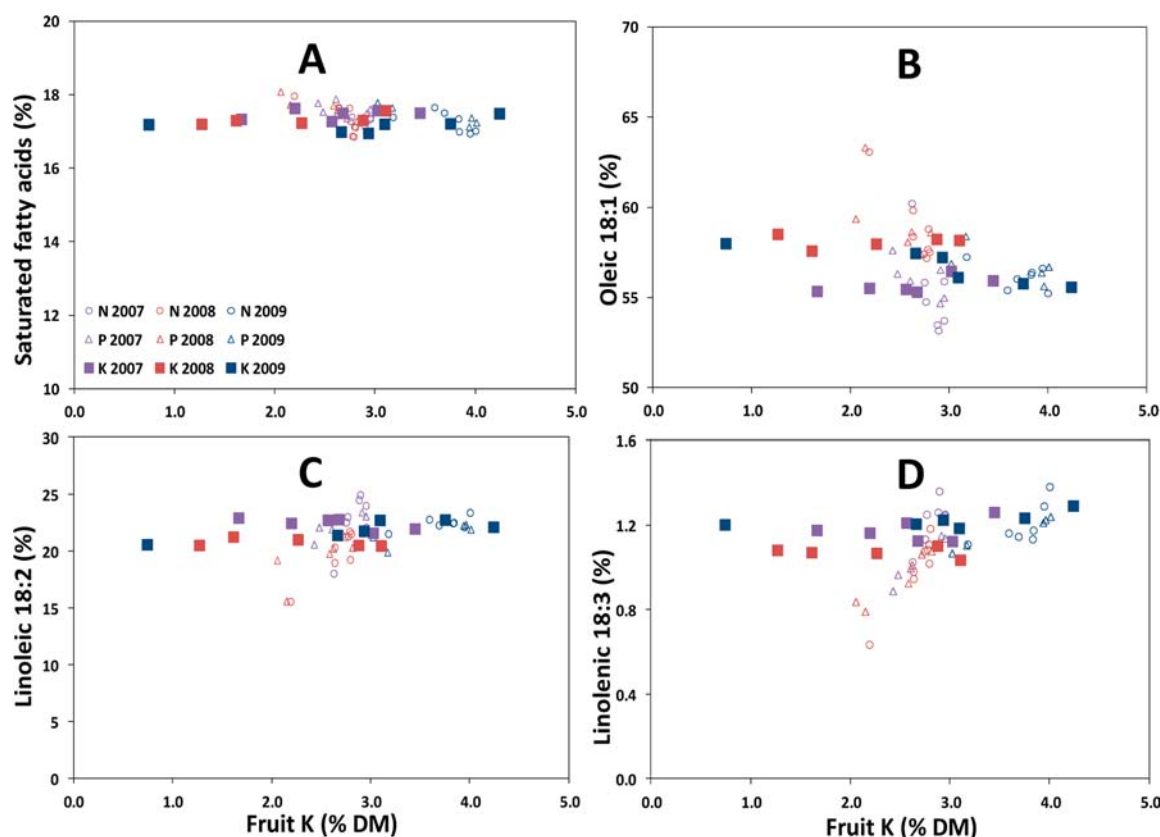 A
Saturated fatty acids (%)
20
18
16
14
12
10
N 2007 N 2008 N 2009
P 2007 P 2008 P 2009
K 2007 K 2008 K 2009
0.0 1.0 2.0 3.0 4.0 5.0
B
Oleic 18:1 (%)
70
65
60
55
50
0.0 1.0 2.0 3.0 4.0 5.0
C
Linoleic 18:2 (%)
30
25
20
15
10
5
0
0.0 1.0 2.0 3.0 4.0 5.0
Fruit K (% DM)
D
Linolenic 18:3 (%)
1.6
1.2
0.8
0.4
0.0
0.0 1.0 2.0 3.0 4.0 5.0
Fruit K (% DM)